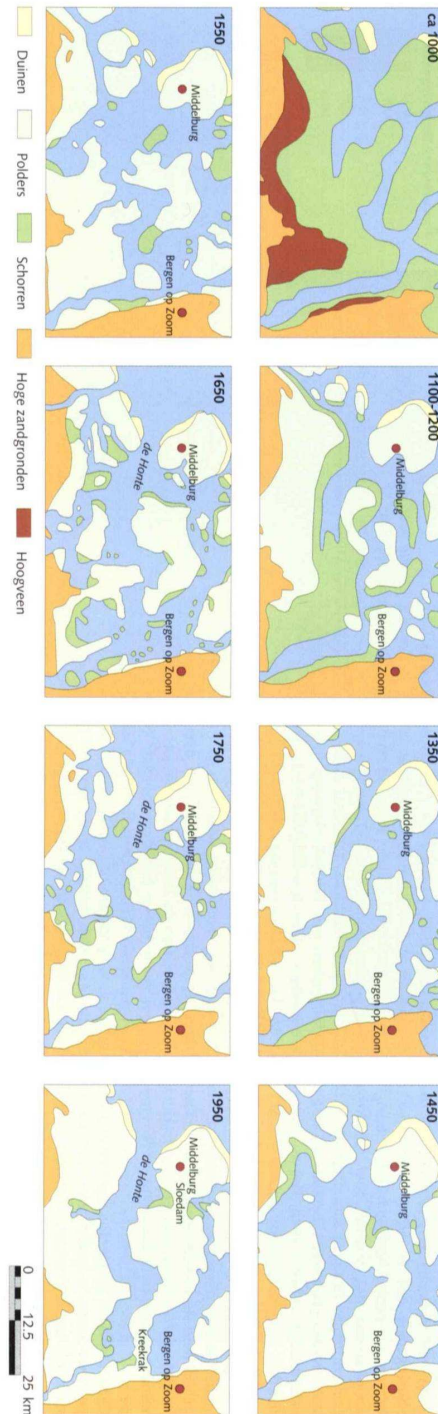 ca 1000
1100-1200
Middelburg
Bergen op Zoom
1350
Middelburg
Bergen op Zoom
1450
Middelburg
Bergen op Zoom
1550
Middelburg
Bergen op Zoom
1650
Middelburg
de Honte
Bergen op Zoom
1750
Middelburg
de Honte
Bergen op Zoom
1950
Middelburg
Sloedam
de Honte
Kreekrak
Bergen op Zoom
Duinen
Polders
Schorren
Hoge zandgronden
Hoogveen
0 12.5 25 km